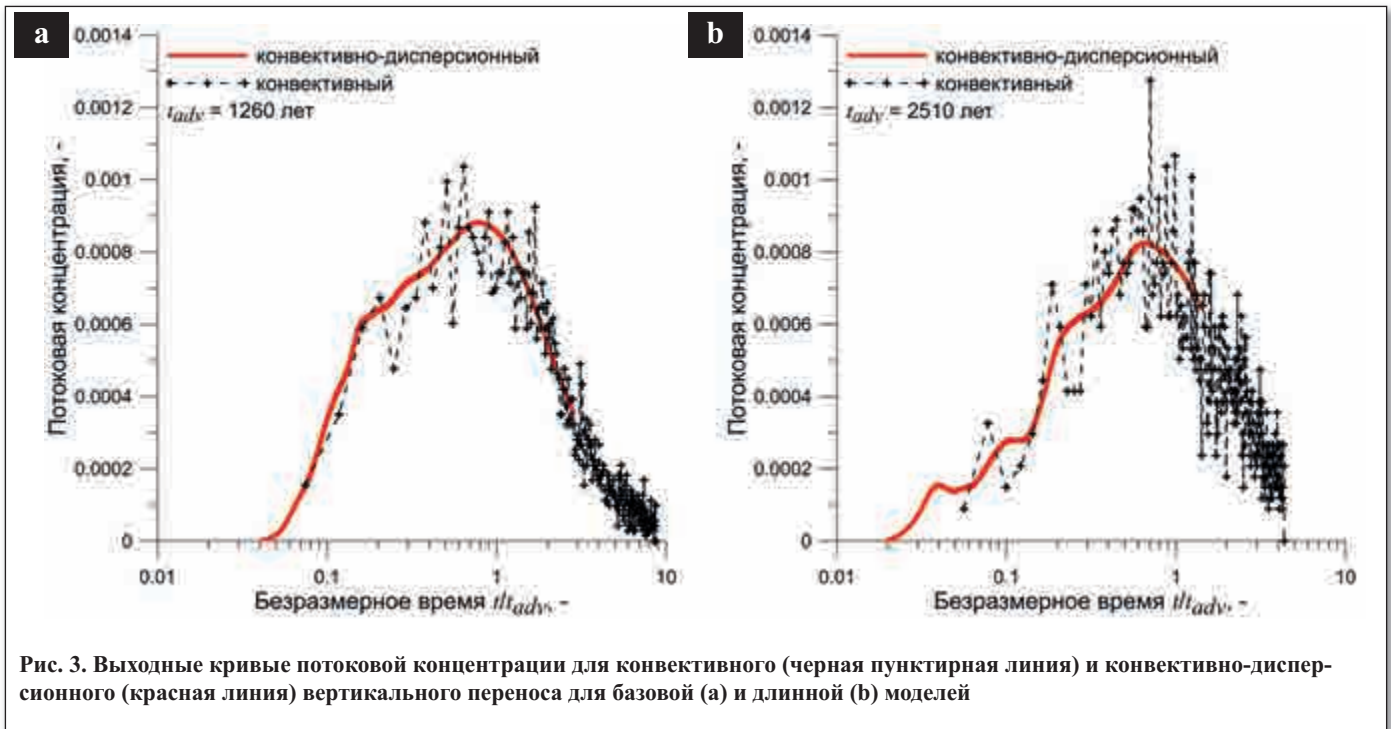 a
0.0014
0.0012
0.001
0.0008
0.0006
0.0004
0.0002
0
конвективно-дисперсионный
конвективный
tadv = 1260 лет
Потоковая концентрация, -
0.01 0.1 1 10
Безразмерное время t/tadv, -
b
0.0014
0.0012
0.001
0.0008
0.0006
0.0004
0.0002
0
конвективно-дисперсионный
конвективный
tadv = 2510 лет
Потоковая концентрация, -
0.01 0.1 1 10
Безразмерное время t/tadv, -
Рис. 3. Выходные кривые потоковой концентрации для конвективного (черная пунктирная линия) и конвективно-диспер-
сионного (красная линия) вертикального переноса для базовой (a) и длинной (b) моделей